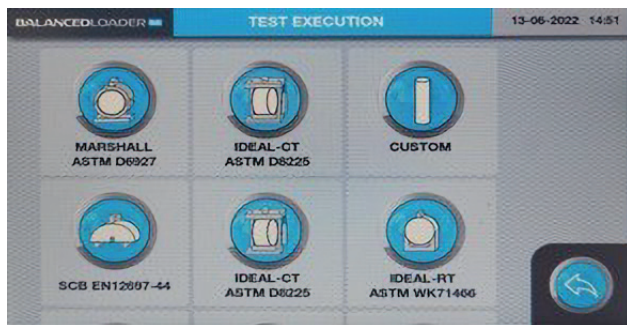 BALANCEDLOADER
TEST EXECUTION
13-06-2022 14:51
MARSHALL
ASTM D6927
IDEAL-CT
ASTM D8225
CUSTOM
SCB EN12697-44
IDEAL-CT
ASTM D8225
IDEAL-RT
ASTM WK71466